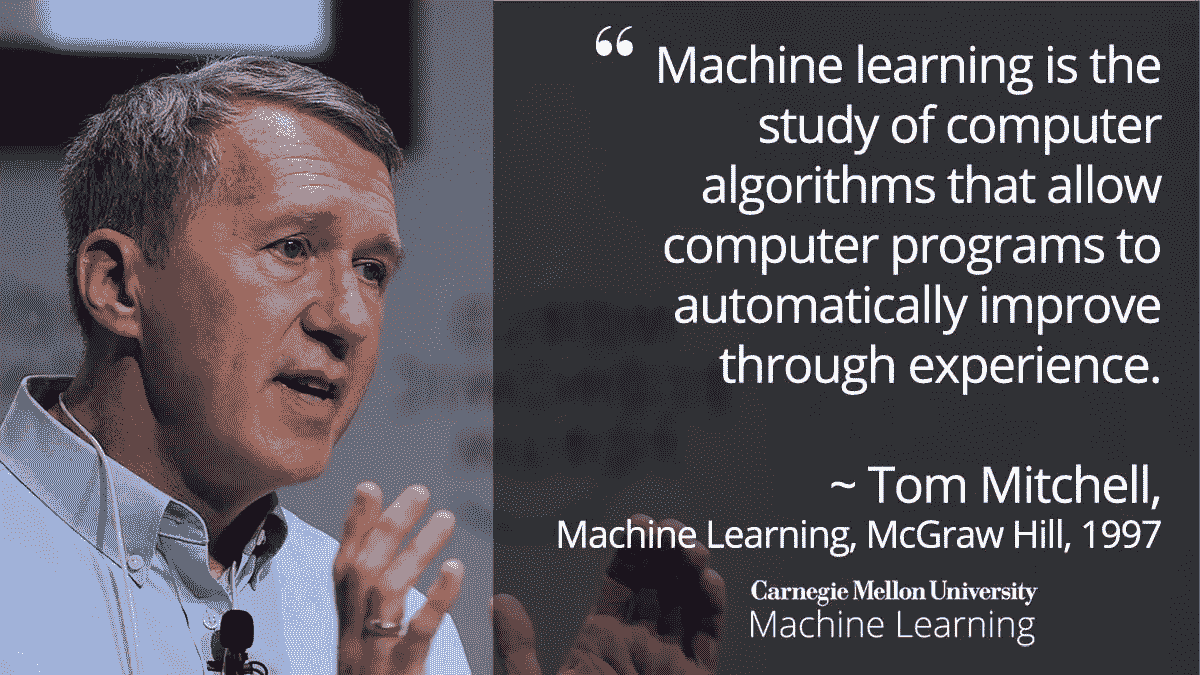 “ Machine learning is the
study of computer
algorithms that allow
computer programs to
automatically improve
through experience.
~ Tom Mitchell,
Machine Learning, McGraw Hill, 1997
Carnegie Mellon University
Machine Learning